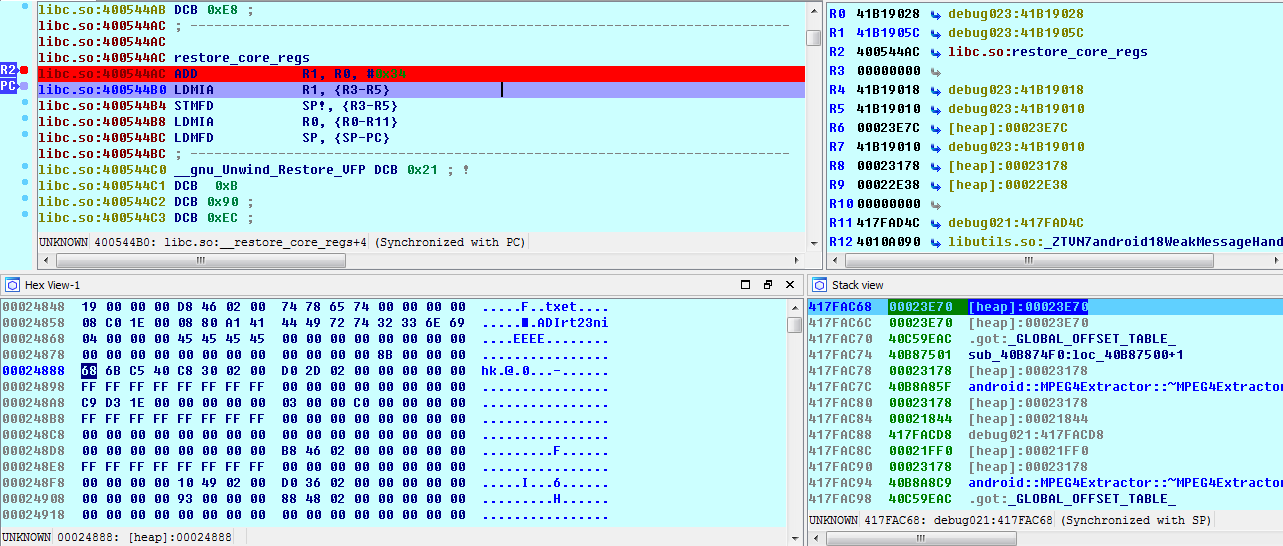 libc.so:400544AB DCB 0xE8 ;
libc.so:400544AC ;
libc.so:400544AC
libc.so:400544AC restore_core_regs
libc.so:400544AC ADD R1, R0, #0x34
libc.so:400544B0 LDMIA R1, {R3-R5}
libc.so:400544B4 STMFD SP!, {R3-R5}
libc.so:400544B8 LDMIA R0, {R0-R11}
libc.so:400544BC LDMFD SP, {SP-PC}
libc.so:400544BC ;
libc.so:400544C0 __gnu_Unwind_Restore_VFP DCB 0x21 ; !
libc.so:400544C1 DCB 0xB
libc.so:400544C2 DCB 0x90 ;
libc.so:400544C3 DCB 0xEC ;
R2
PC
UNKNOWN 400544B0: libc.so:__restore_core_regs+4 (Synchronized with PC)
R0 41B19028 debug023:41B19028
R1 41B1905C debug023:41B1905C
R2 400544AC libc.so:restore_core_regs
R3 00000000
R4 41B19018 debug023:41B19018
R5 41B19010 debug023:41B19010
R6 00023E7C [heap]:00023E7C
R7 41B19010 debug023:41B19010
R8 00023178 [heap]:00023178
R9 00022E38 [heap]:00022E38
R10 00000000
R11 417FAD4C debug021:417FAD4C
R12 4010A090 libutils.so:_ZTVN7android18WeakMessageHand
Hex View-1
00024848 19 00 00 00 D8 46 02 00 74 78 65 74 00 00 00 00 .....F..txet....
00024858 08 C0 1E 00 08 80 A1 41 44 49 72 74 32 33 6E 69 .......ADIrt23ni
00024868 04 00 00 00 45 45 45 45 00 00 00 00 00 00 00 00 ....EEEE........
00024878 00 00 00 00 00 00 00 00 00 00 00 00 8B 00 00 00 ................
00024888 68 6B C5 40 C8 30 02 00 D0 2D 02 00 00 00 00 00 hk.@.0...-......
00024898 FF FF FF FF FF FF FF FF 00 00 00 00 00 00 00 00 ................
000248A8 C9 D3 1E 00 00 00 00 00 03 00 00 C0 00 00 00 00 ................
000248B8 FF FF FF FF FF FF FF FF 00 00 00 00 00 00 00 00 ................
000248C8 00 00 00 00 00 00 00 00 00 00 00 00 00 00 00 00 ................
000248D8 00 00 00 00 00 00 00 00 B8 46 02 00 00 00 00 00 .........F......
000248E8 FF FF FF FF FF FF FF FF 00 00 00 00 00 00 00 00 ................
000248F8 00 00 00 00 10 49 02 00 D0 36 02 00 00 00 00 00 .....I...6......
00024908 00 00 00 00 93 00 00 00 88 48 02 00 00 00 00 00 .........H......
00024918 00 00 00 00 00 00 00 00 00 00 00 00 00 00 00 00 ................
UNKNOWN 00024888: [heap]:00024888
Stack view
417FAC68 00023E70 [heap]:00023E70
417FAC6C 00023E70 [heap]:00023E70
417FAC70 40C59EAC .got:_GLOBAL_OFFSET_TABLE_
417FAC74 40B87501 sub_40B874F0:loc_40B87500+1
417FAC78 00023178 [heap]:00023178
417FAC7C 40B8A85F android::MPEG4Extractor::~MPEG4Extractor
417FAC80 00023178 [heap]:00023178
417FAC84 00021844 [heap]:00021844
417FAC88 417FACD8 debug021:417FACD8
417FAC8C 00021FF0 [heap]:00021FF0
417FAC90 00023178 [heap]:00023178
417FAC94 40B8A8C9 android::MPEG4Extractor::~MPEG4Extractor
417FAC98 40C59EAC .got:_GLOBAL_OFFSET_TABLE_
UNKNOWN 417FAC68: debug021:417FAC68 (Synchronized with SP)